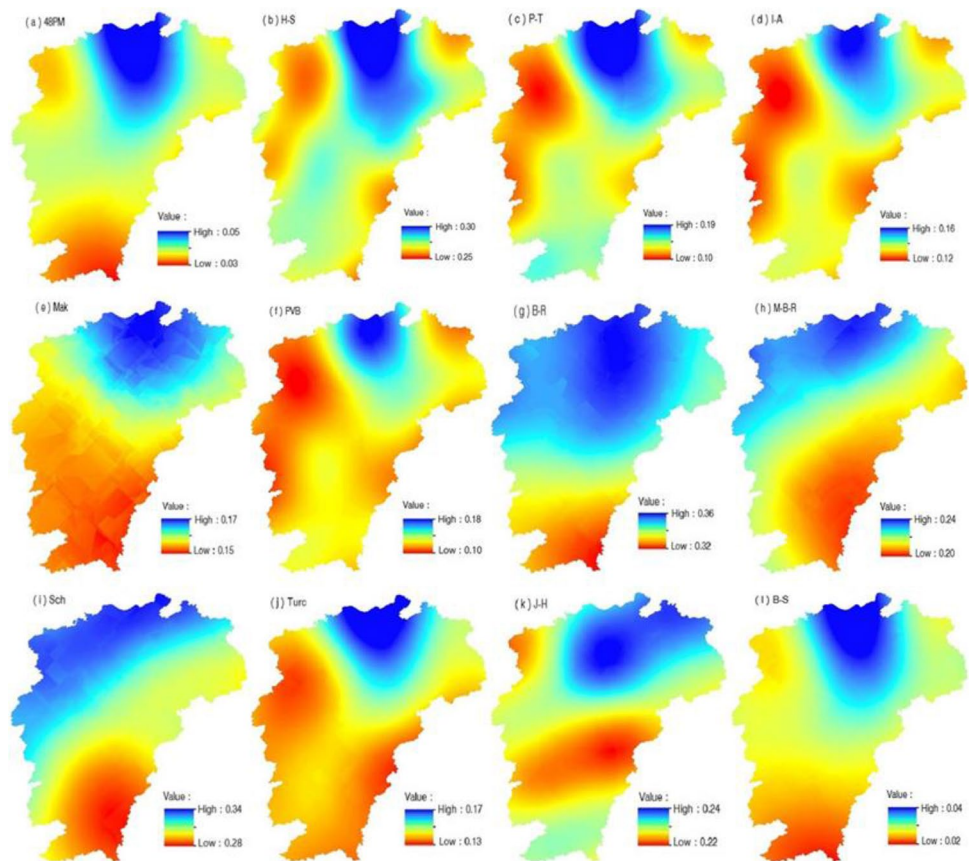 ( a ) 48PM
( b ) H-S
( c ) P-T
( d ) I-A
Value :
High : 0.05
Low : 0.03
Value :
High : 0.30
Low : 0.25
Value :
High : 0.19
Low : 0.10
Value :
High : 0.16
Low : 0.12
( e ) Mak
( f ) PVB
( g ) B-R
( h ) M-B-R
Value :
High : 0.17
Low : 0.15
Value :
High : 0.18
Low : 0.10
Value :
High : 0.36
Low : 0.32
Value :
High : 0.24
Low : 0.20
( i ) Sch
( j ) Turc
( k ) J-H
( l ) B-S
Value :
High : 0.34
Low : 0.28
Value :
High : 0.17
Low : 0.13
Value :
High : 0.24
Low : 0.22
Value :
High : 0.04
Low : 0.02